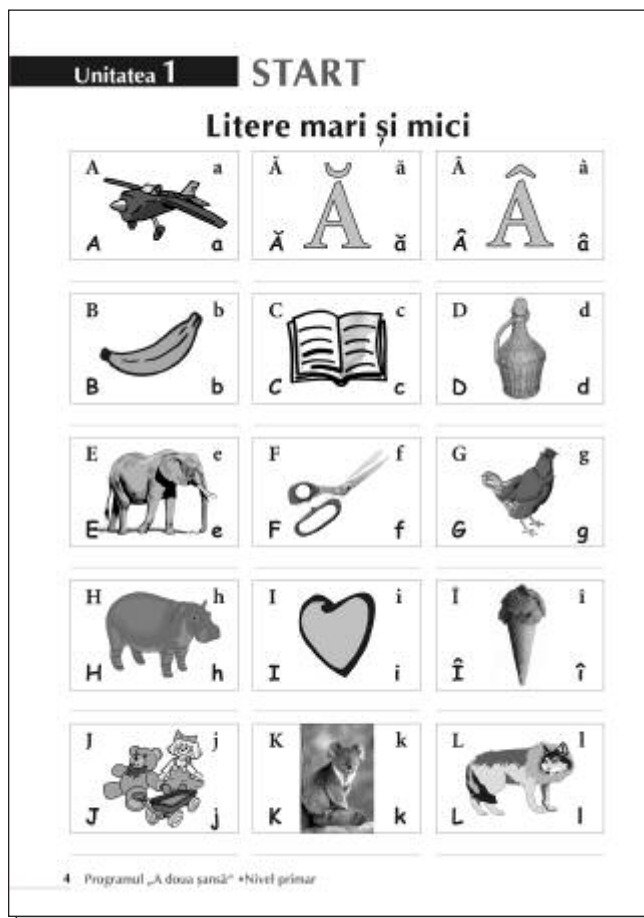 Unitatea 1 START
Litere mari și mici
A a Ă ă Â â
Ă Â
A a Ă ă Â â
B b C c D d
B b C c D d
E e F f G g
E e F f G g
H h I i Î î
H h I i Î î
J j K k L l
J j K k L l
4 Programul „A doua șansă” •Nivel primar